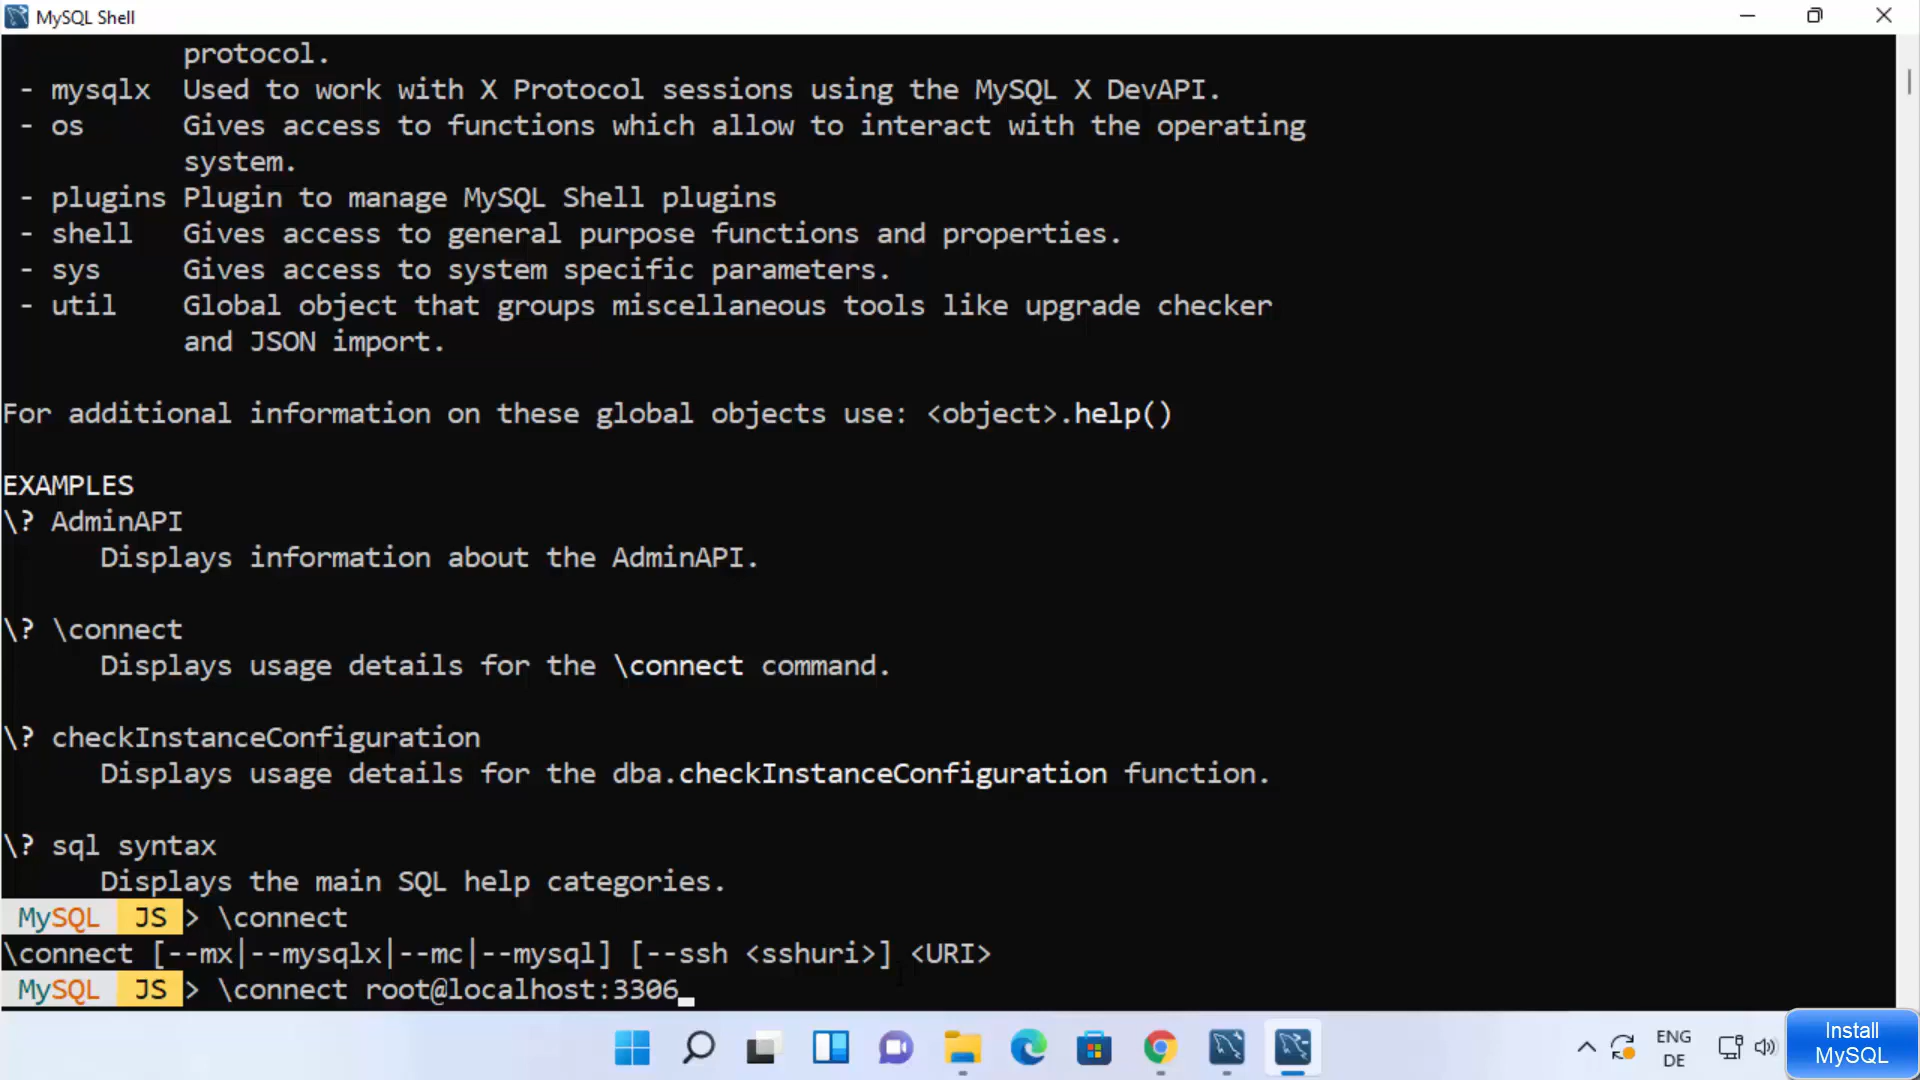 MySQL Shell
protocol.
- mysqlx Used to work with X Protocol sessions using the MySQL X DevAPI.
- os Gives access to functions which allow to interact with the operating
system.
- plugins Plugin to manage MySQL Shell plugins
- shell Gives access to general purpose functions and properties.
- sys Gives access to system specific parameters.
- util Global object that groups miscellaneous tools like upgrade checker
and JSON import.
For additional information on these global objects use: <object>.help()
EXAMPLES
\? AdminAPI
Displays information about the AdminAPI.
\? \connect
Displays usage details for the \connect command.
\? checkInstanceConfiguration
Displays usage details for the dba.checkInstanceConfiguration function.
\? sql syntax
Displays the main SQL help categories.
MySQL JS > \connect
\connect [--mx|--mysqlx|--mc|--mysql] [--ssh <sshuri>] <URI>
MySQL JS > \connect root@localhost:3306
ENG
DE
Install
MySQL